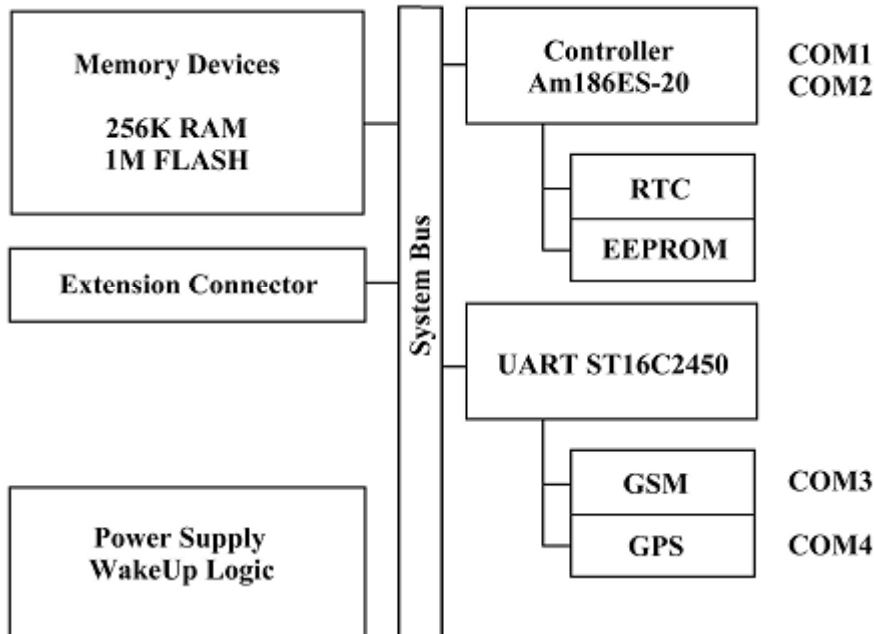 Memory Devices
256K RAM
1M FLASH
Extension Connector
Power Supply
WakeUp Logic
System Bus
Controller
Am186ES-20
COM1
COM2
RTC
EEPROM
UART ST16C2450
GSM
COM3
GPS
COM4